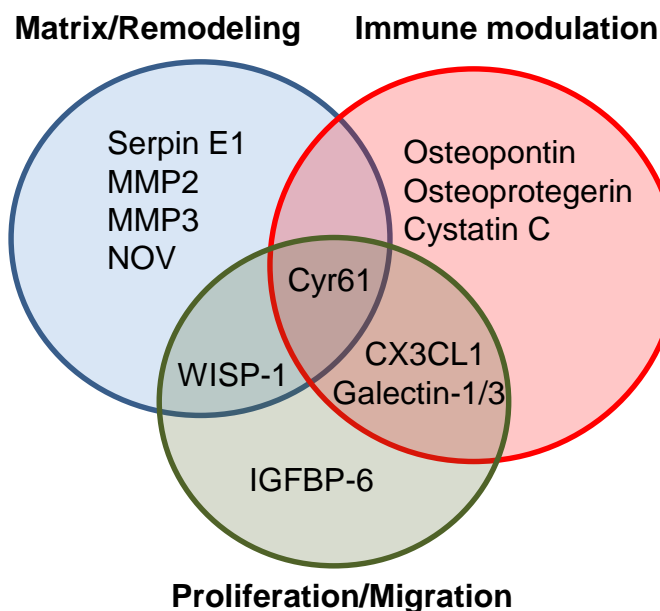 Matrix/Remodeling
Immune modulation
Serpin E1
MMP2
MMP3
NOV
Osteopontin
Osteoprotegerin
Cystatin C
Cyr61
WISP-1
CX3CL1
Galectin-1/3
IGFBP-6
Proliferation/Migration